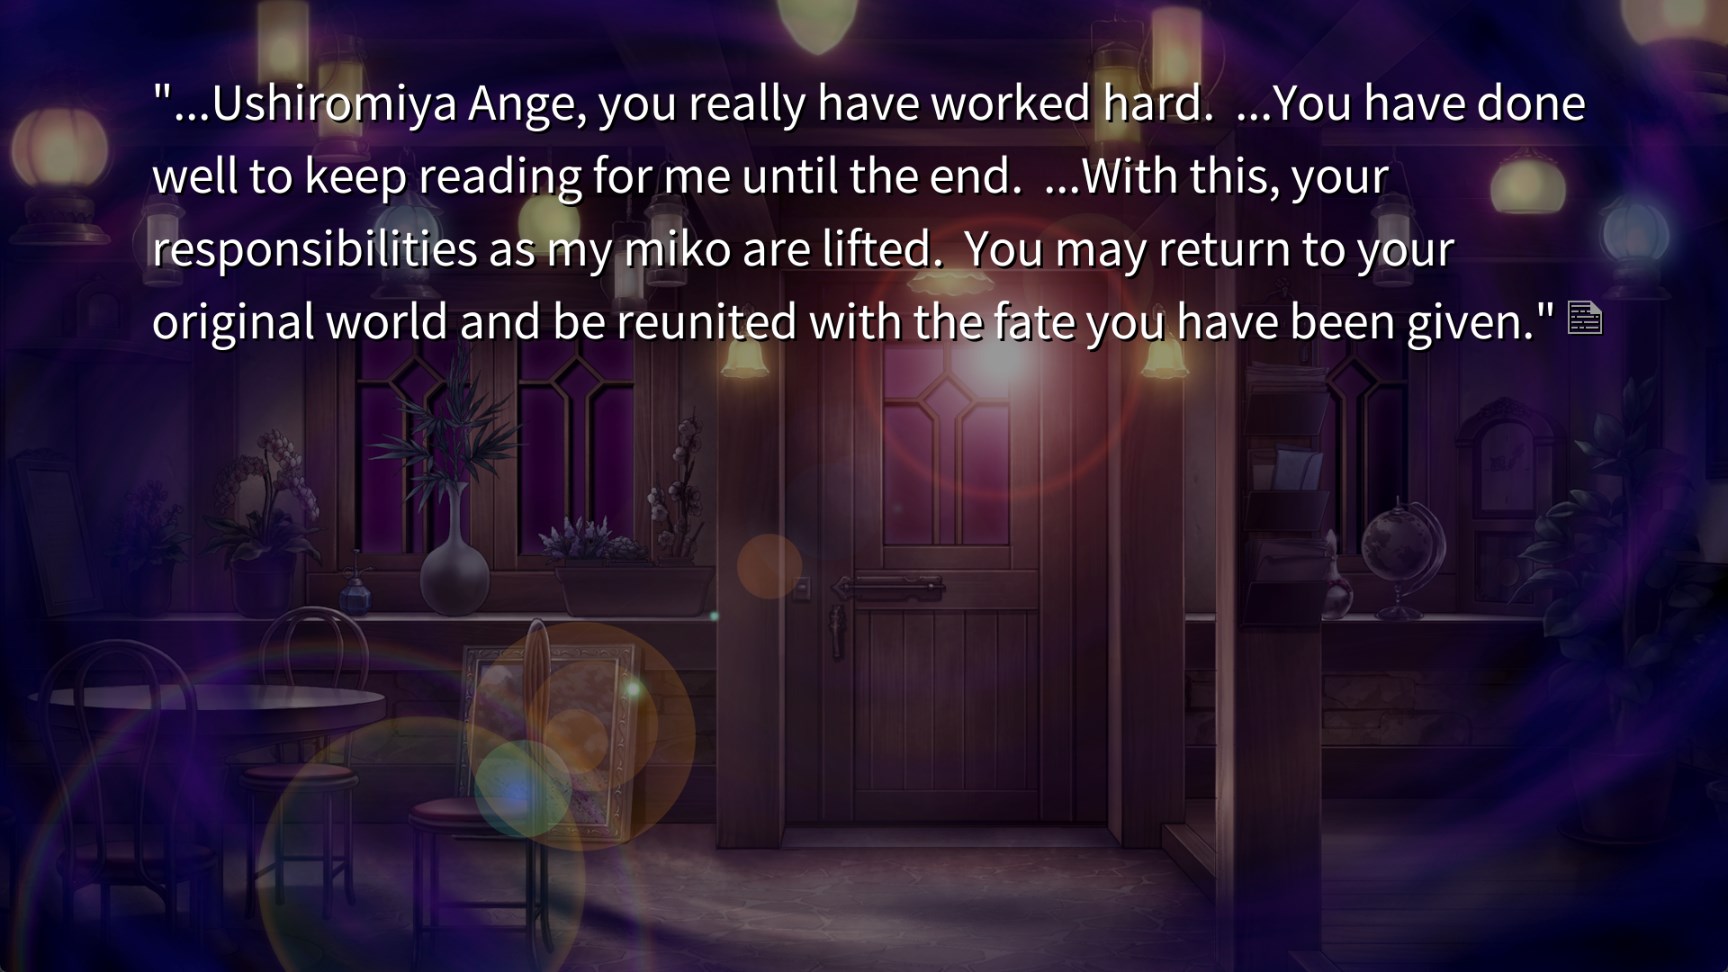 "...Ushiromiya Ange, you really have worked hard.  ...You have done
well to keep reading for me until the end.  ...With this, your
responsibilities as my miko are lifted.  You may return to your
original world and be reunited with the fate you have been given."